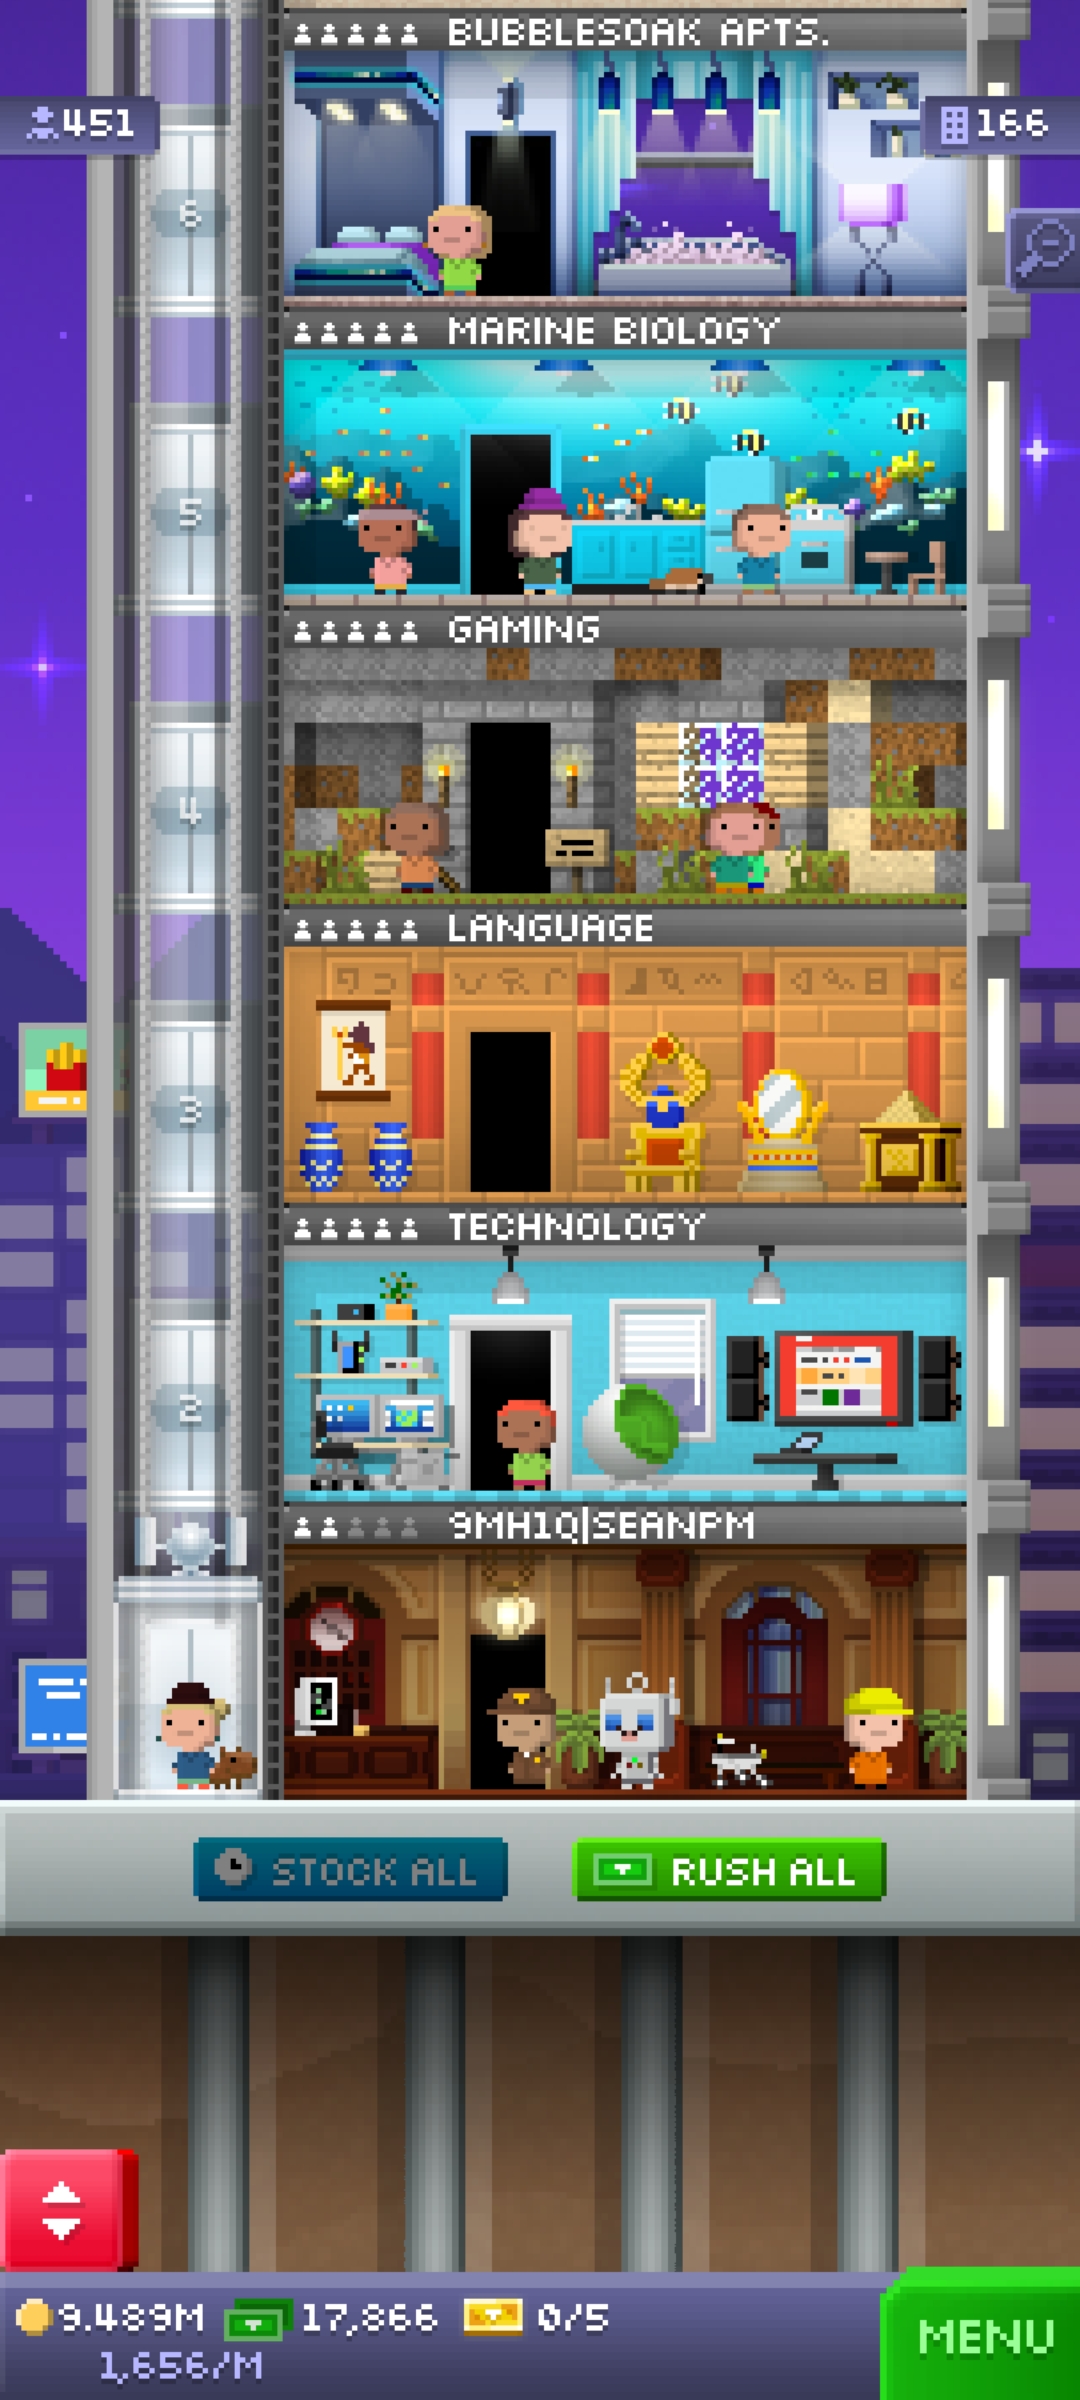 BUBBLESOAK APTS.
451
166
6
MARINE BIOLOGY
5
GAMING
4
LANGUAGE
3
TECHNOLOGY
2
9MH1Q|SEANPM
STOCK ALL
RUSH ALL
9.489M
17,866
0/5
1,656/M
MENU